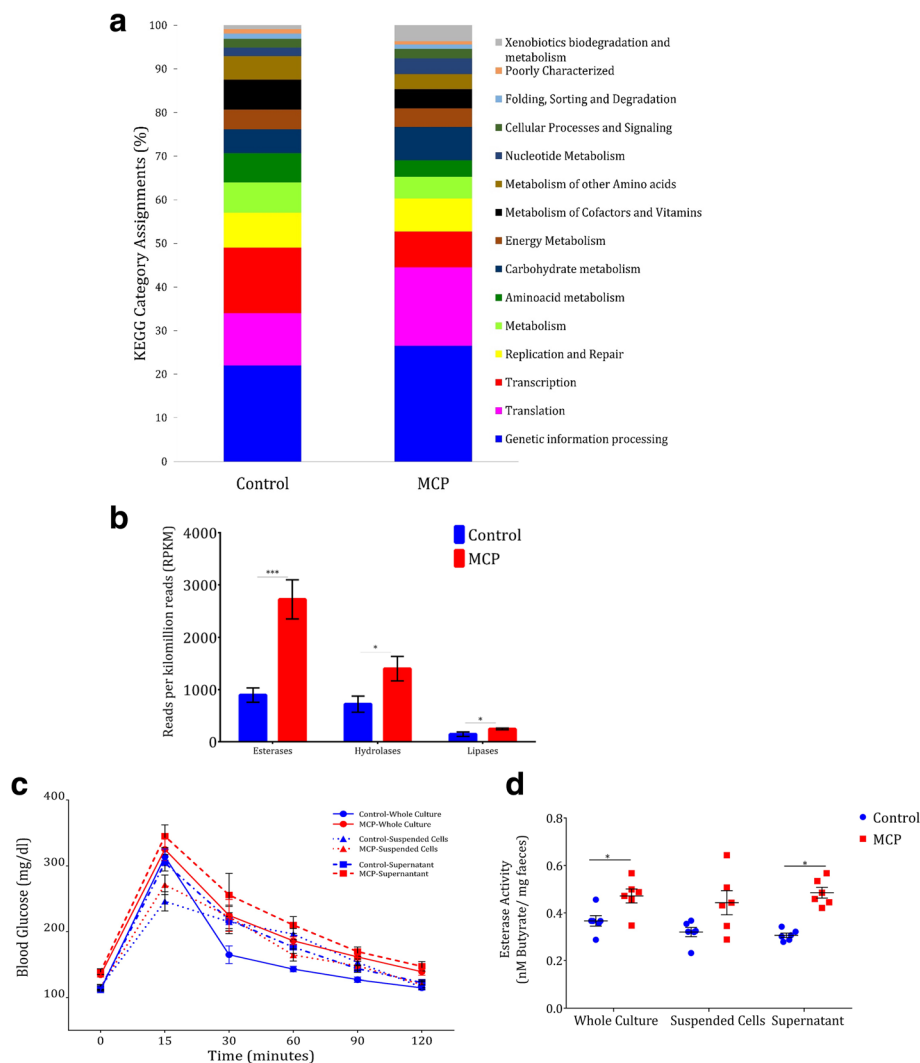 a
KEGG Category Assignments (%)
100
90
80
70
60
50
40
30
20
10
0
Control
MCP
Xenobiotics biodegradation and
metabolism
Poorly Characterized
Folding, Sorting and Degradation
Cellular Processes and Signaling
Nucleotide Metabolism
Metabolism of other Amino acids
Metabolism of Cofactors and Vitamins
Energy Metabolism
Carbohydrate metabolism
Aminoacid metabolism
Metabolism
Replication and Repair
Transcription
Translation
Genetic information processing
b
Reads per kilomillion reads (RPKM)
4000
3000
2000
1000
0
***
*
*
Esterases
Hydrolases
Lipases
Control
MCP
c
Blood Glucose (mg/dl)
400
300
200
100
0
15
30
60
90
120
Time (minutes)
Control-Whole Culture
MCP-Whole Culture
Control-Suspended Cells
MCP-Suspended Cells
Control-Supernatant
MCP-Supernantant
d
Esterase Activity
(nM Butyrate/ mg faeces)
0.8
0.6
0.4
0.2
0.0
*
*
Whole Culture
Suspended Cells
Supernatant
Control
MCP